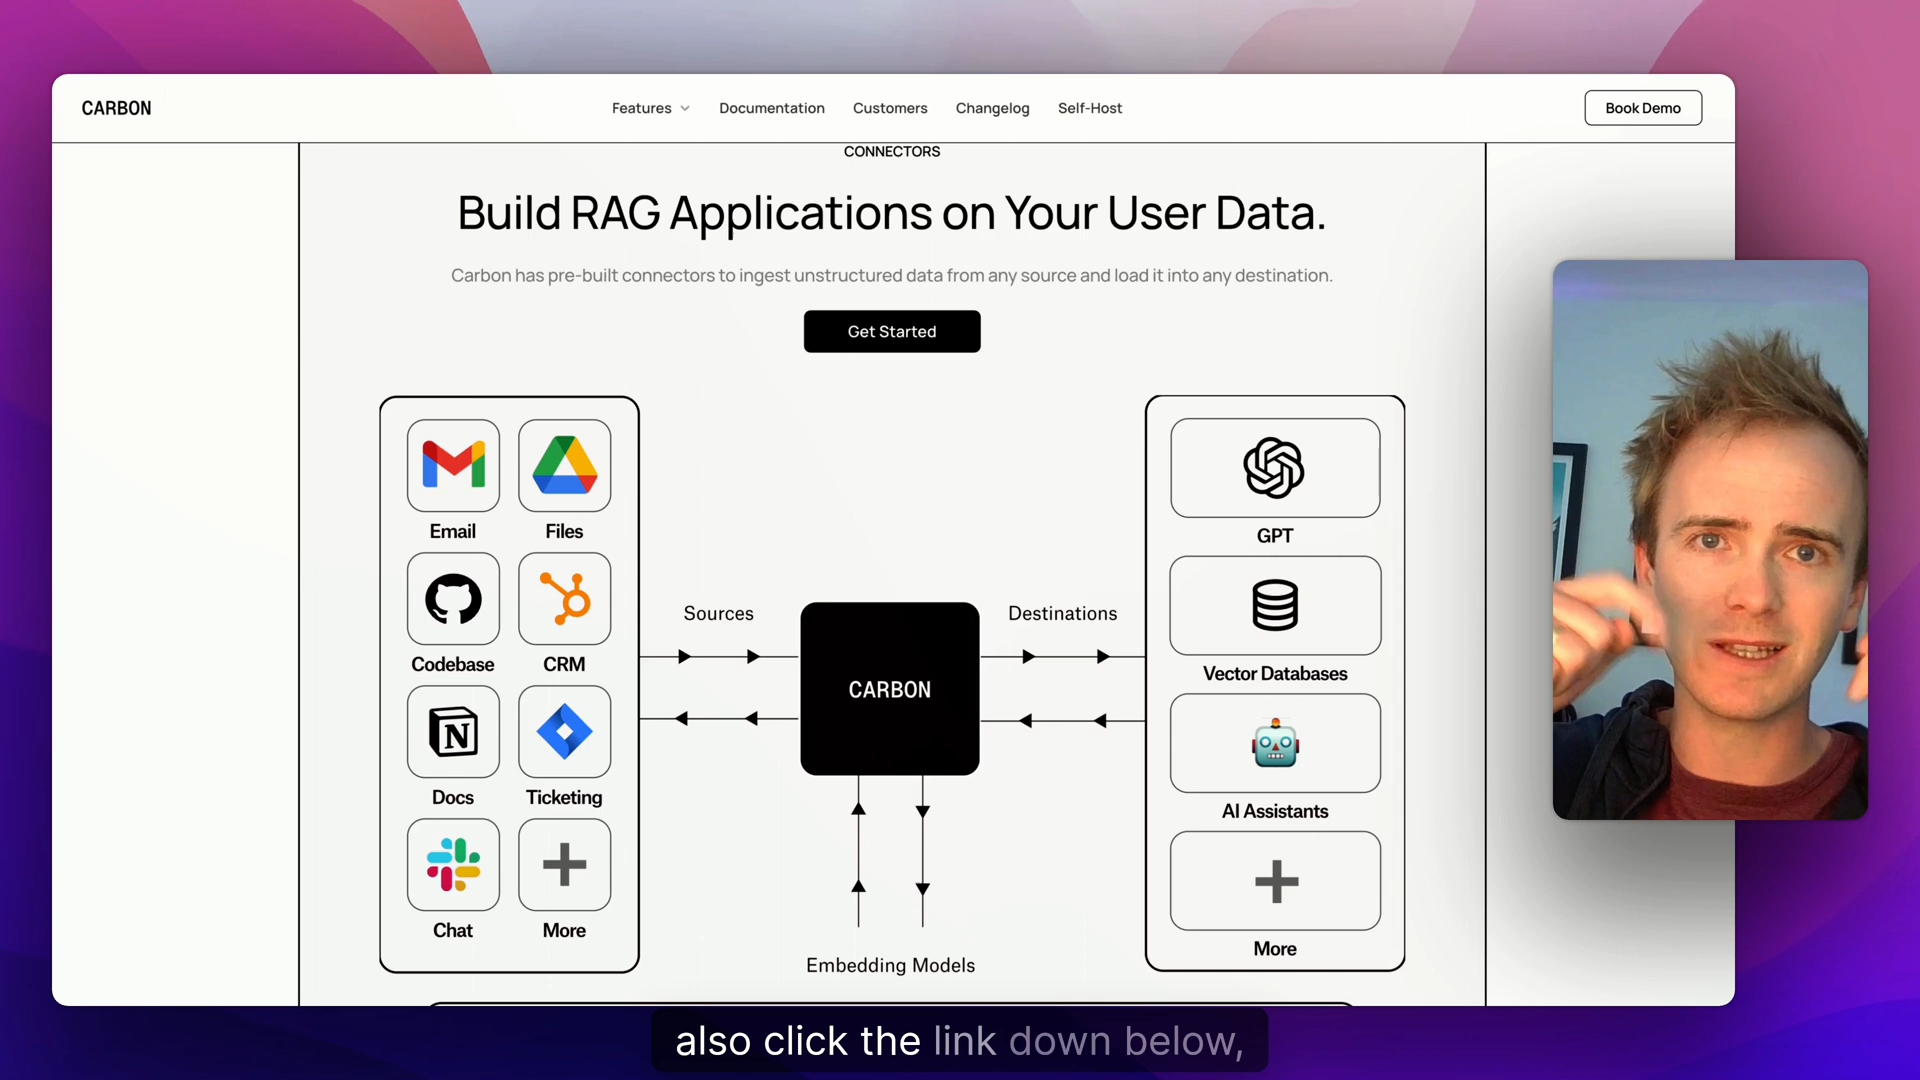 CARBON
Features
Documentation
Customers
Changelog
Self-Host
Book Demo
CONNECTORS
Build RAG Applications on Your User Data.
Carbon has pre-built connectors to ingest unstructured data from any source and load it into any destination.
Get Started
Email
Files
Codebase
CRM
Docs
Ticketing
Chat
More
Sources
CARBON
Destinations
Embedding Models
GPT
Vector Databases
AI Assistants
More
also click the link down below,